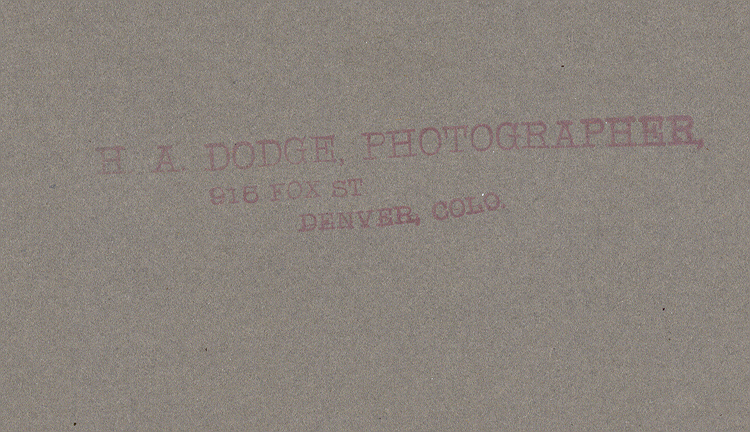 H. A. DODGE, PHOTOGRAPHER,
915 FOX ST
DENVER, COLO.